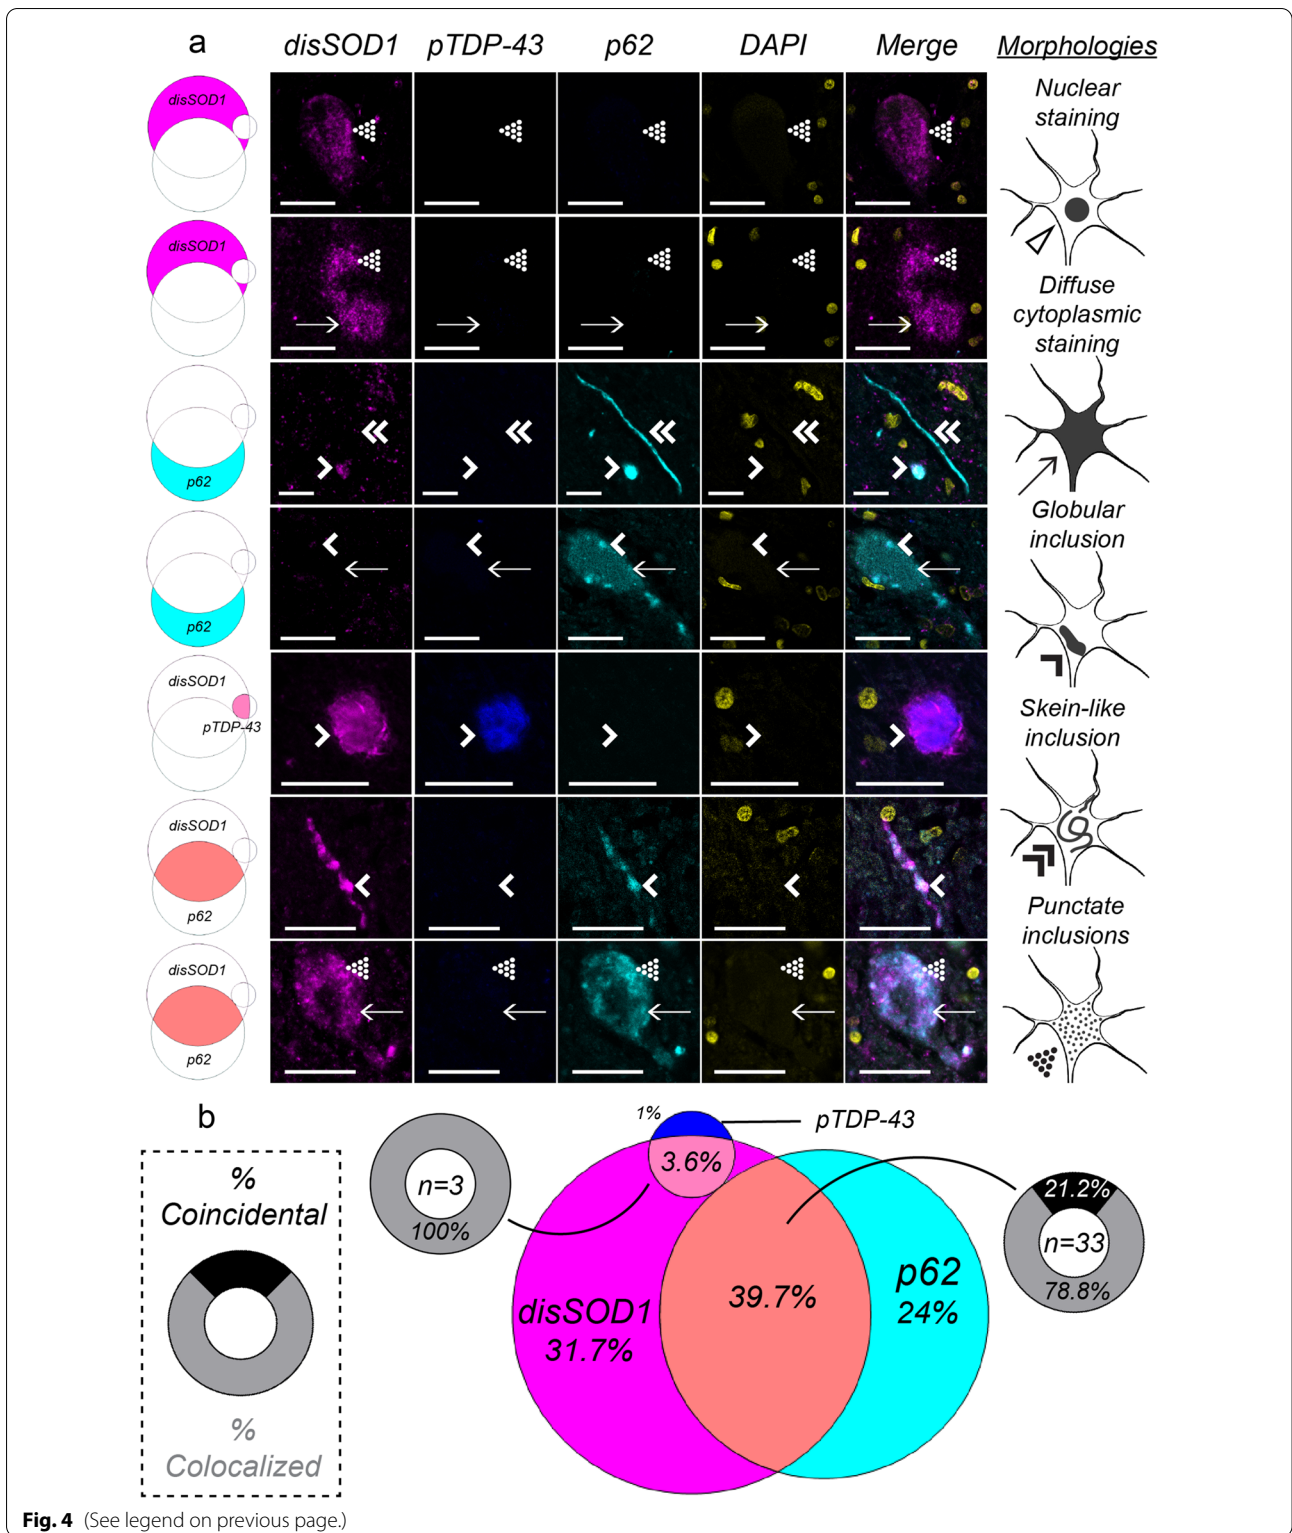 a
disSOD1 pTDP-43 p62 DAPI Merge Morphologies
disSOD1
disSOD1
p62
p62
disSOD1
pTDP-43
disSOD1
p62
disSOD1
p62
Nuclear
staining
Diffuse
cytoplasmic
staining
Globular
inclusion
Skein-like
inclusion
Punctate
inclusions
b
%
Coincidental
%
Colocalized
n=3
100%
1%
pTDP-43
3.6%
disSOD1
31.7%
39.7%
p62
24%
21.2%
n=33
78.8%
Fig. 4 (See legend on previous page.)